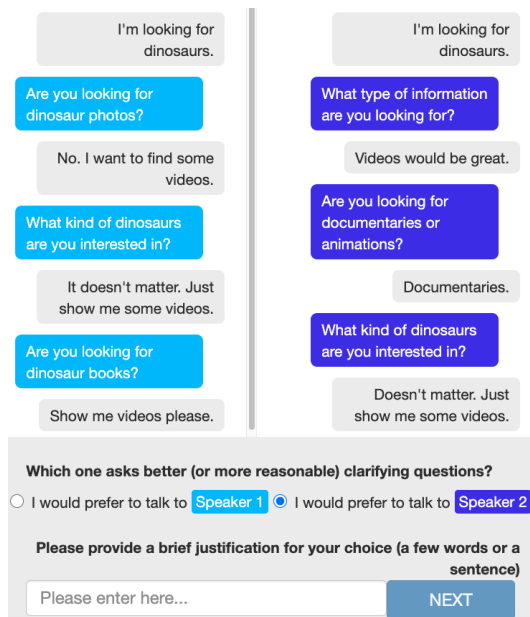 I'm looking for
dinosaurs.
Are you looking for
dinosaur photos?
No. I want to find some
videos.
What kind of dinosaurs
are you interested in?
It doesn't matter. Just
show me some videos.
Are you looking for
dinosaur books?
Show me videos please.
I'm looking for
dinosaurs.
What type of information
are you looking for?
Videos would be great.
Are you looking for
documentaries or
animations?
Documentaries.
What kind of dinosaurs
are you interested in?
Doesn't matter. Just
show me some videos.
Which one asks better (or more reasonable) clarifying questions?
I would prefer to talk to Speaker 1 I would prefer to talk to Speaker 2
Please provide a brief justification for your choice (a few words or a
sentence)
Please enter here...
NEXT